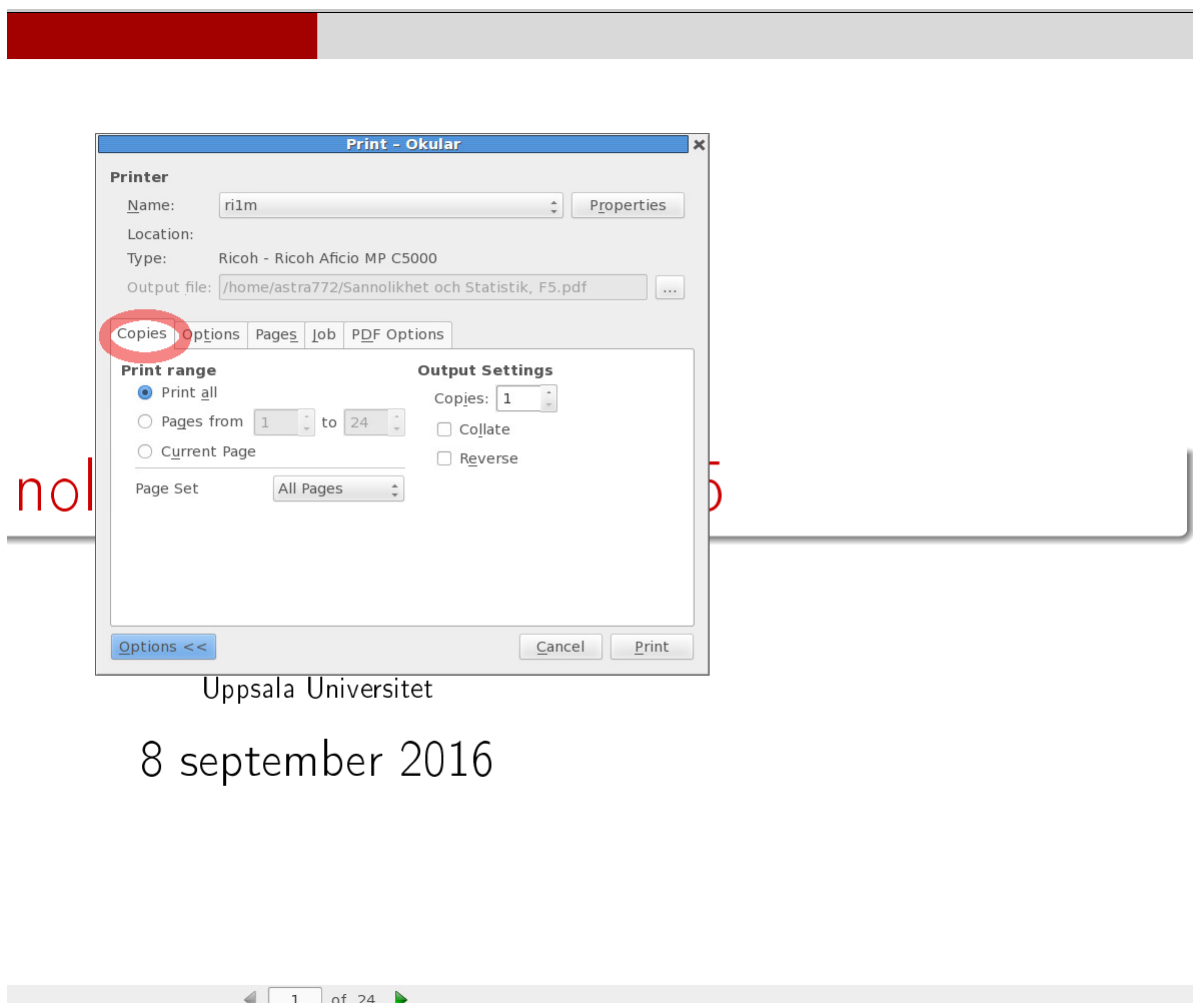 Print – Okular
Printer
Name: ri1m Properties
Location:
Type: Ricoh - Ricoh Aficio MP C5000
Output file: /home/astra772/Sannolikhet och Statistik, F5.pdf ...
Copies Options Pages Job PDF Options
Print range Output Settings
Print all Copies: 1
Pages from 1 to 24 Collate
Current Page Reverse
Page Set All Pages
nol 5
Options << Cancel Print
Uppsala Universitet
8 september 2016
1 of 24